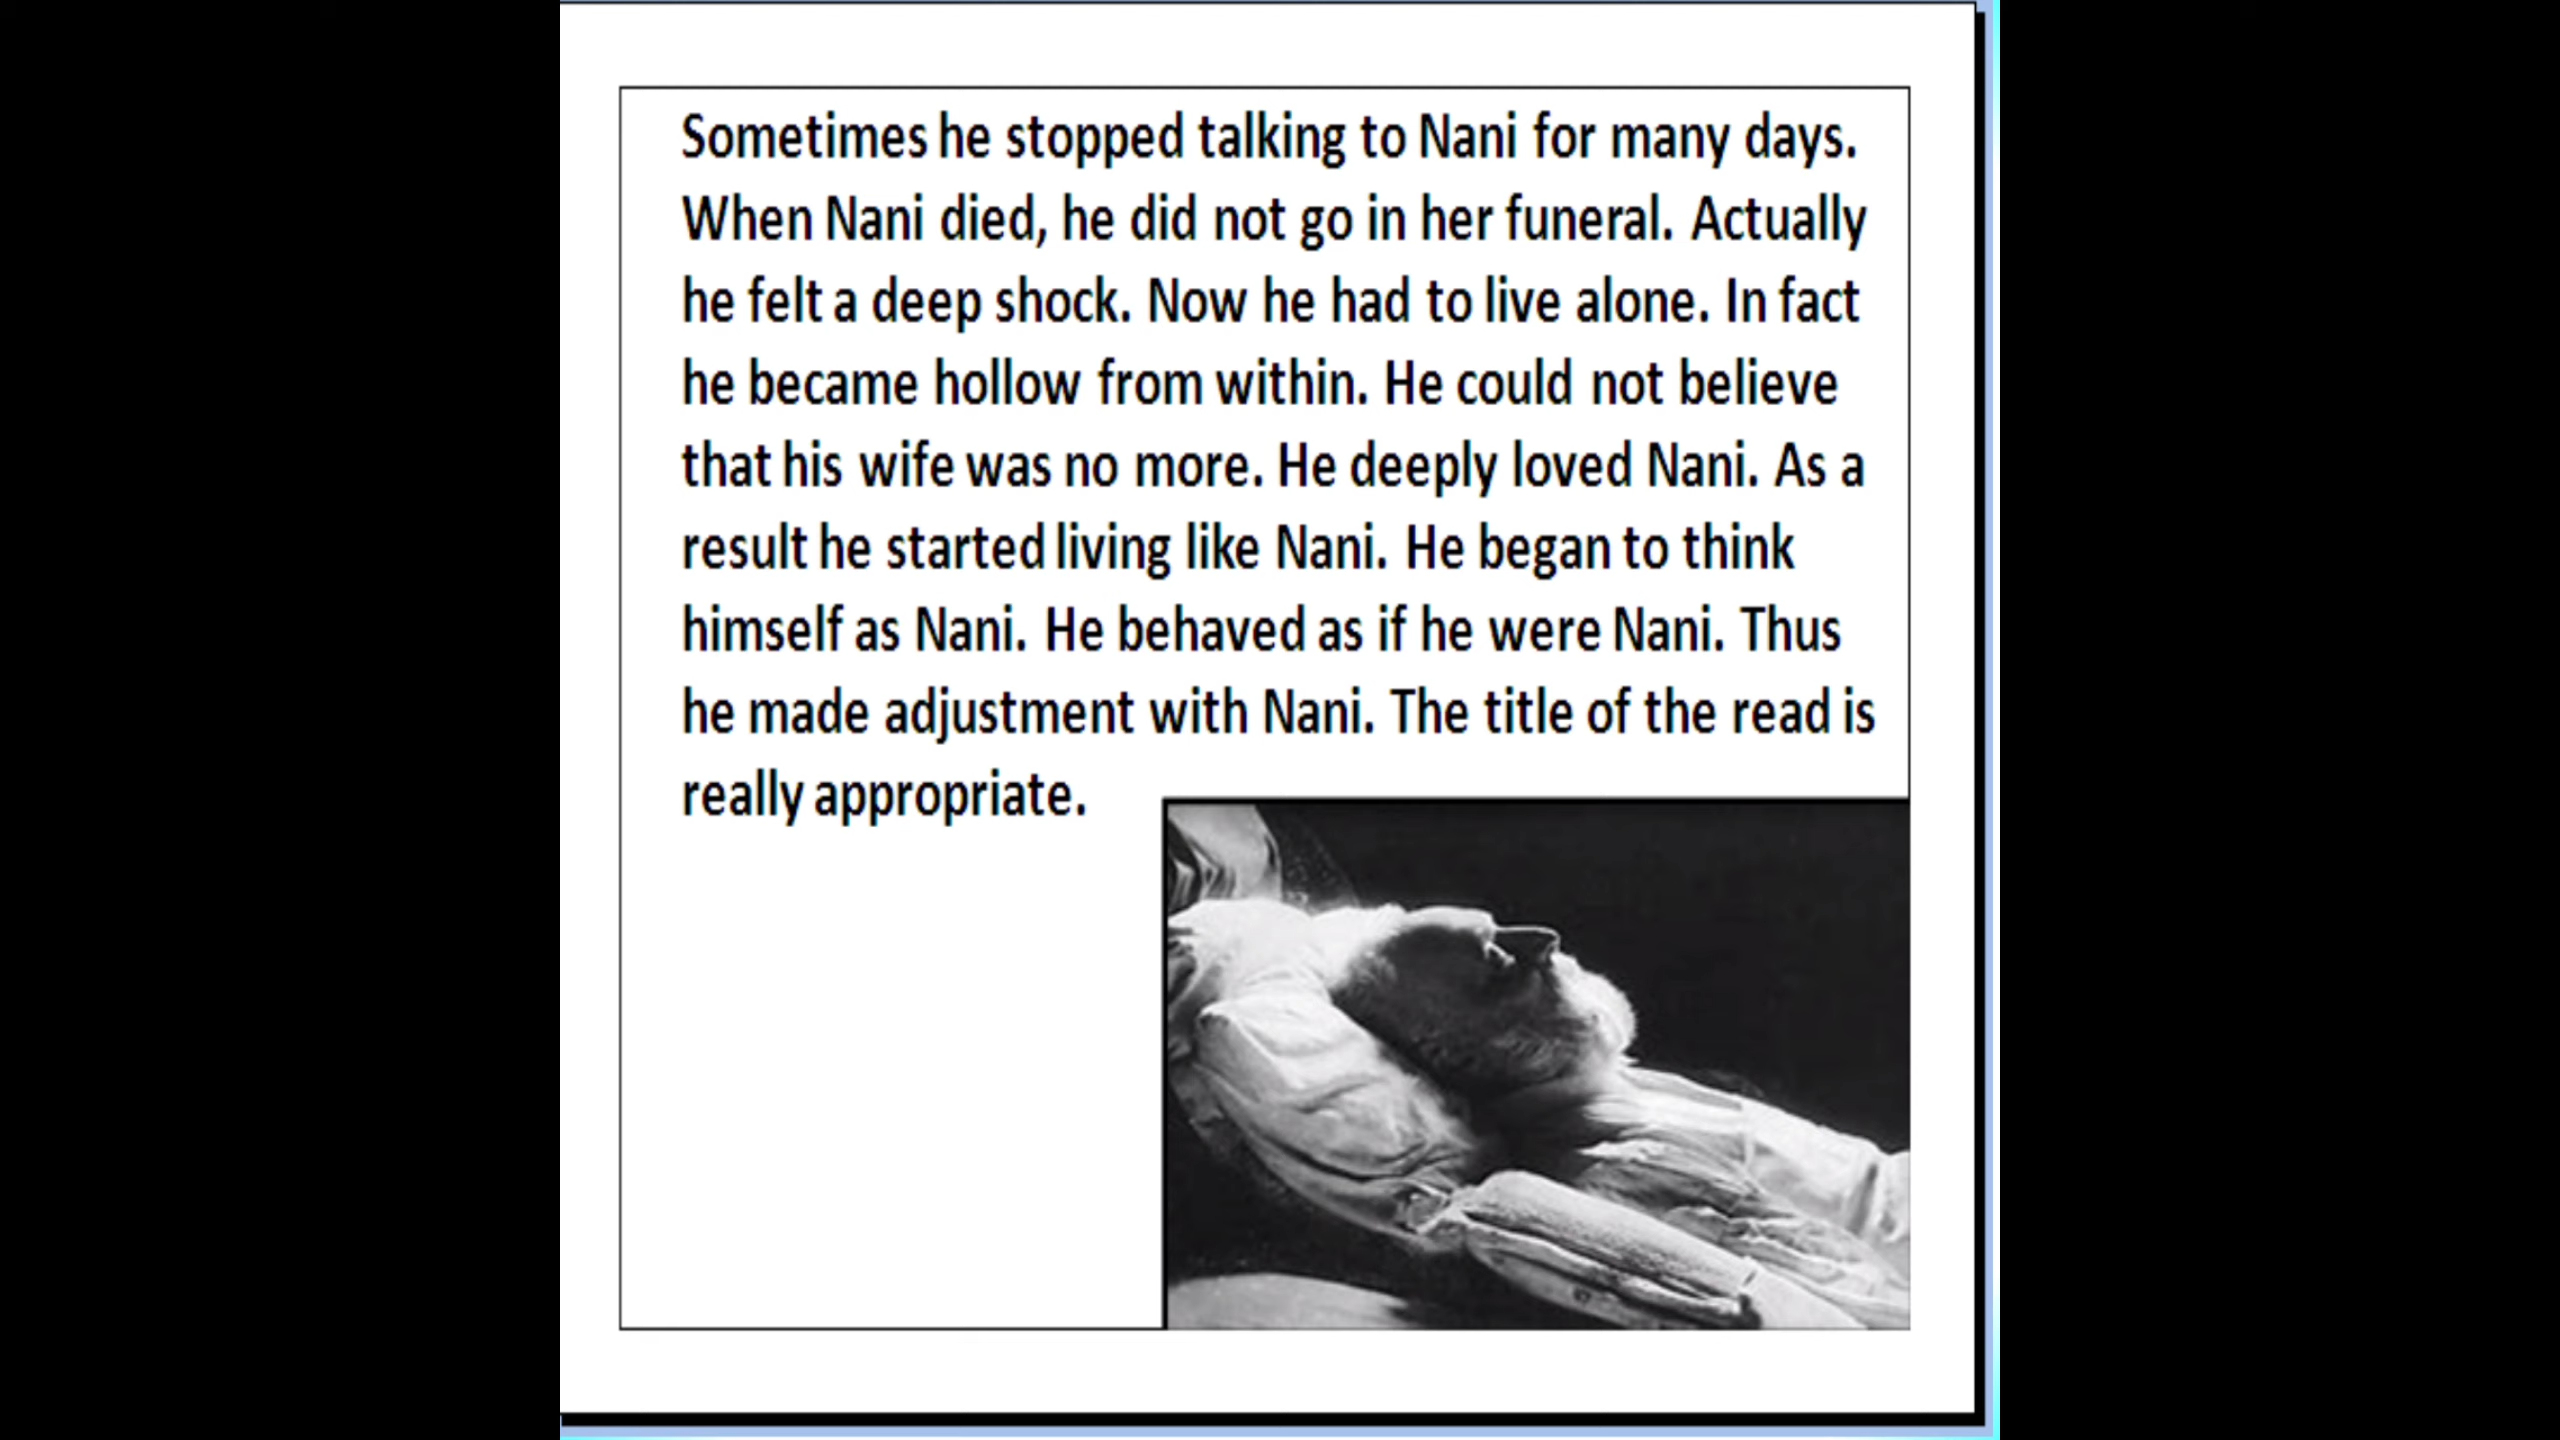 Sometimes he stopped talking to Nani for many days.
When Nani died, he did not go in her funeral. Actually
he felt a deep shock. Now he had to live alone. In fact
he became hollow from within. He could not believe
that his wife was no more. He deeply loved Nani. As a
result he started living like Nani. He began to think
himself as Nani. He behaved as if he were Nani. Thus
he made adjustment with Nani. The title of the read is
really appropriate.